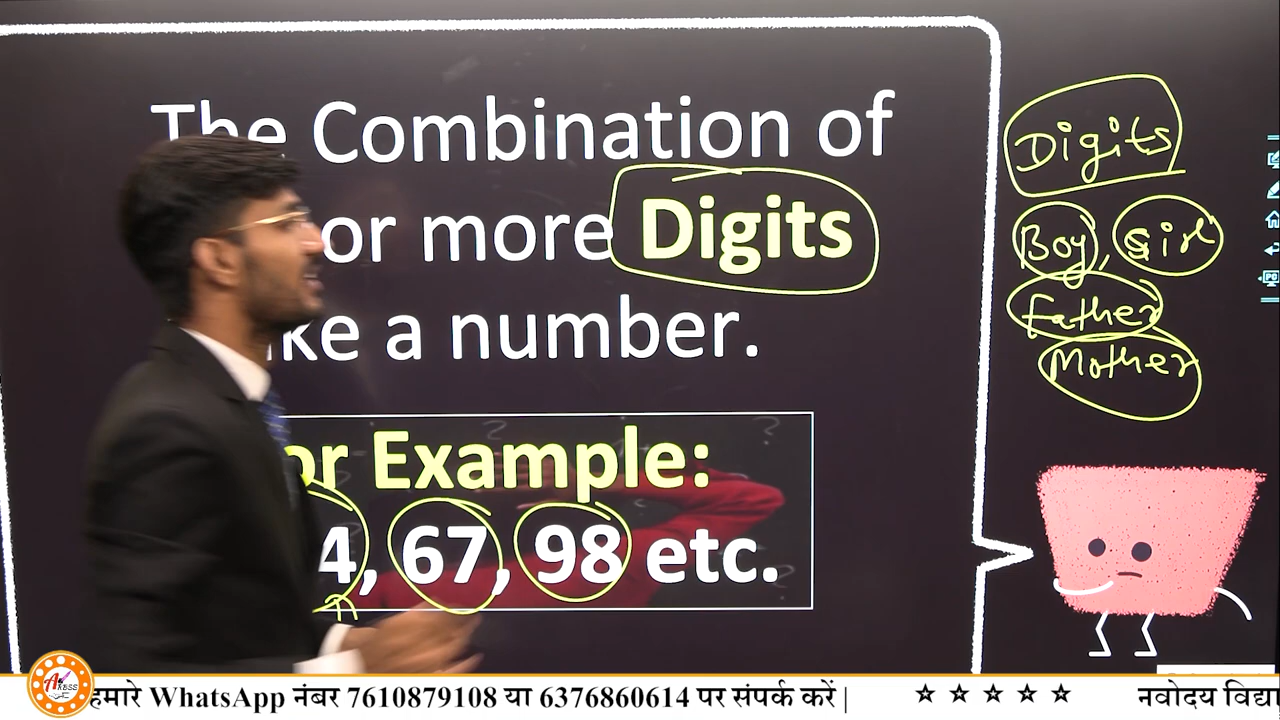 The Combination of
or more Digits
ke a number.
or Example:
4, 67, 98 etc.
Digits
Boy, Girl
Father
Mother
हमारे WhatsApp नंबर 7610879108 या 6376860614 पर संपर्क करें | ☆ ☆ ☆ ☆ ☆ नवोदय विद्या